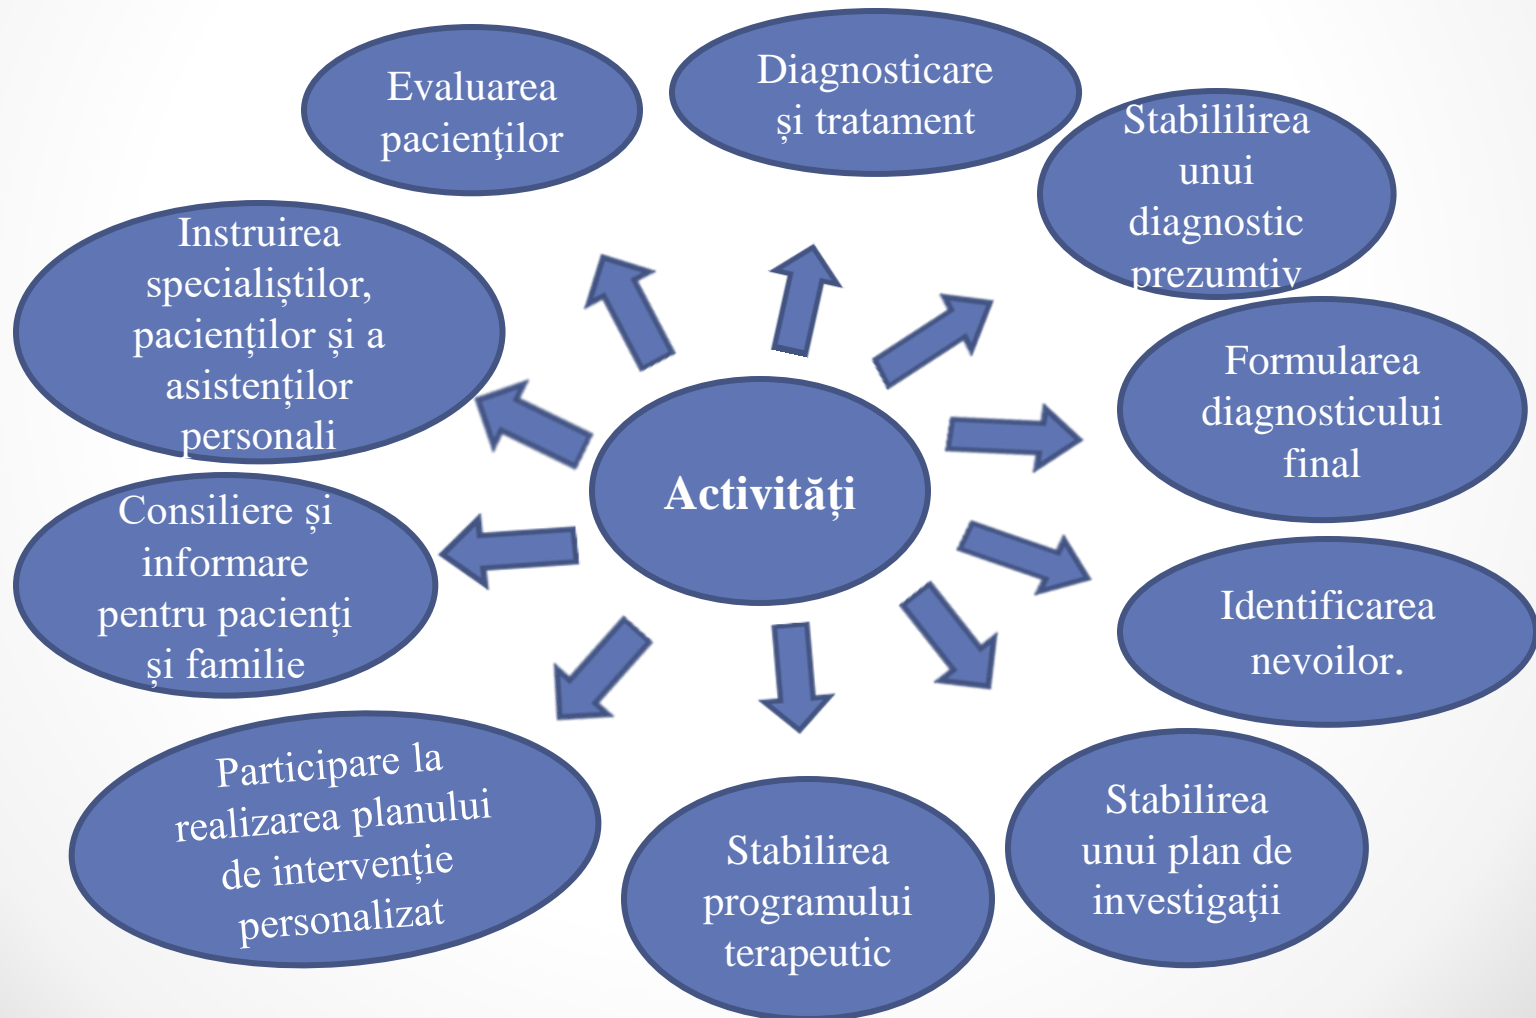 Evaluarea
pacienţilor
Diagnosticare
și tratament
Stabililirea
unui
diagnostic
prezumtiv
Instruirea
specialiștilor,
pacienților și a
asistenților
personali
Formularea
diagnosticului
final
Activități
Consiliere și
informare
pentru pacienți
și familie
Identificarea
nevoilor.
Participare la
realizarea planului
de intervenție
personalizat
Stabilirea
programului
terapeutic
Stabilirea
unui plan de
investigaţii